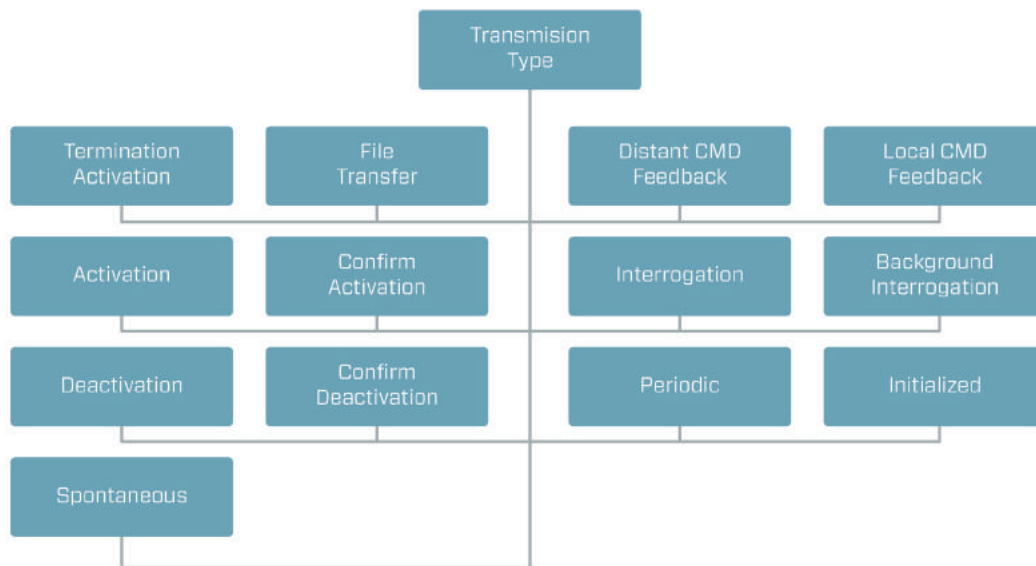 Transmision
Type
Termination
Activation
File
Transfer
Distant CMD
Feedback
Local CMD
Feedback
Activation
Confirm
Activation
Interrogation
Background
Interrogation
Deactivation
Confirm
Deactivation
Periodic
Initialized
Spontaneous